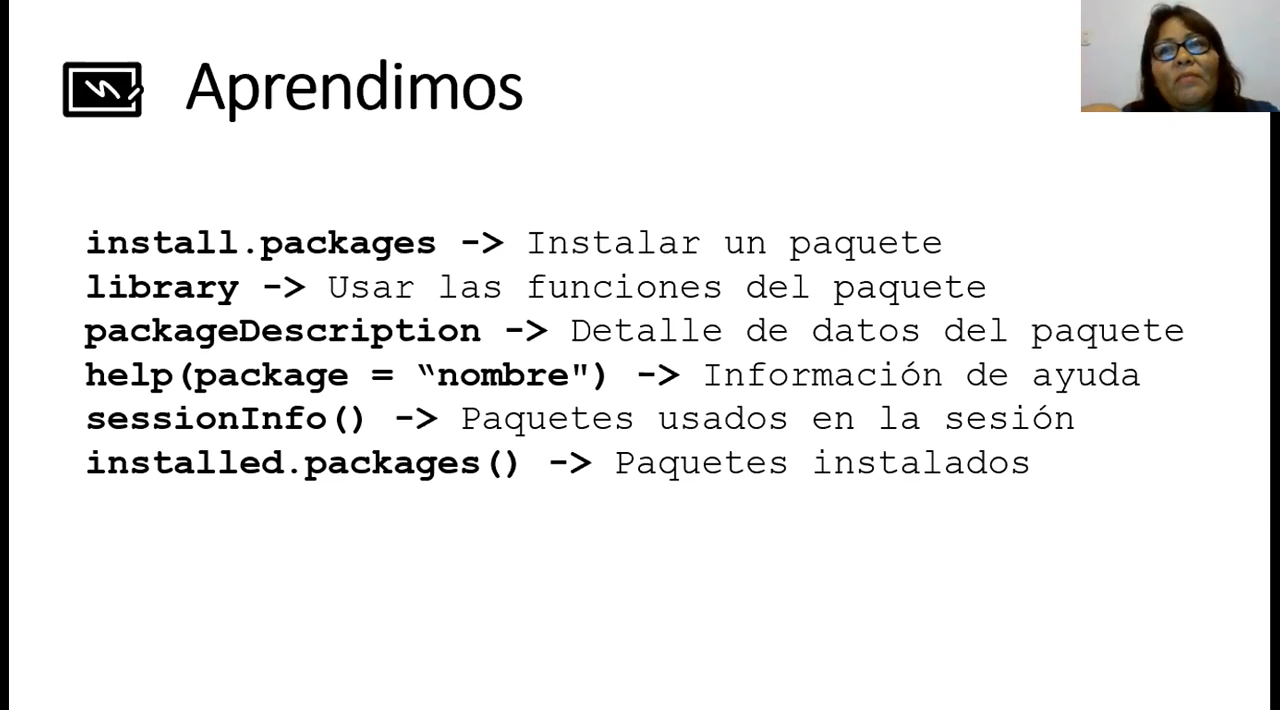 Aprendimos
install.packages -> Instalar un paquete
library -> Usar las funciones del paquete
packageDescription -> Detalle de datos del paquete
help(package = “nombre") -> Información de ayuda
sessionInfo() -> Paquetes usados en la sesión
installed.packages() -> Paquetes instalados